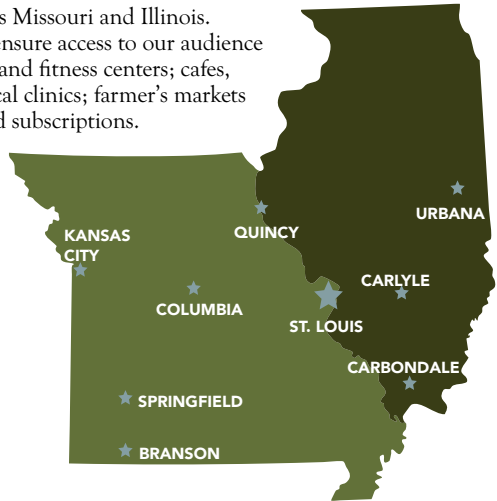 s Missouri and Illinois.
ensure access to our audience
and fitness centers; cafes,
cal clinics; farmer's markets
d subscriptions.
URBANA
QUINCY
KANSAS
CITY
CARLYLE
COLUMBIA
ST. LOUIS
CARBONDALE
SPRINGFIELD
BRANSON